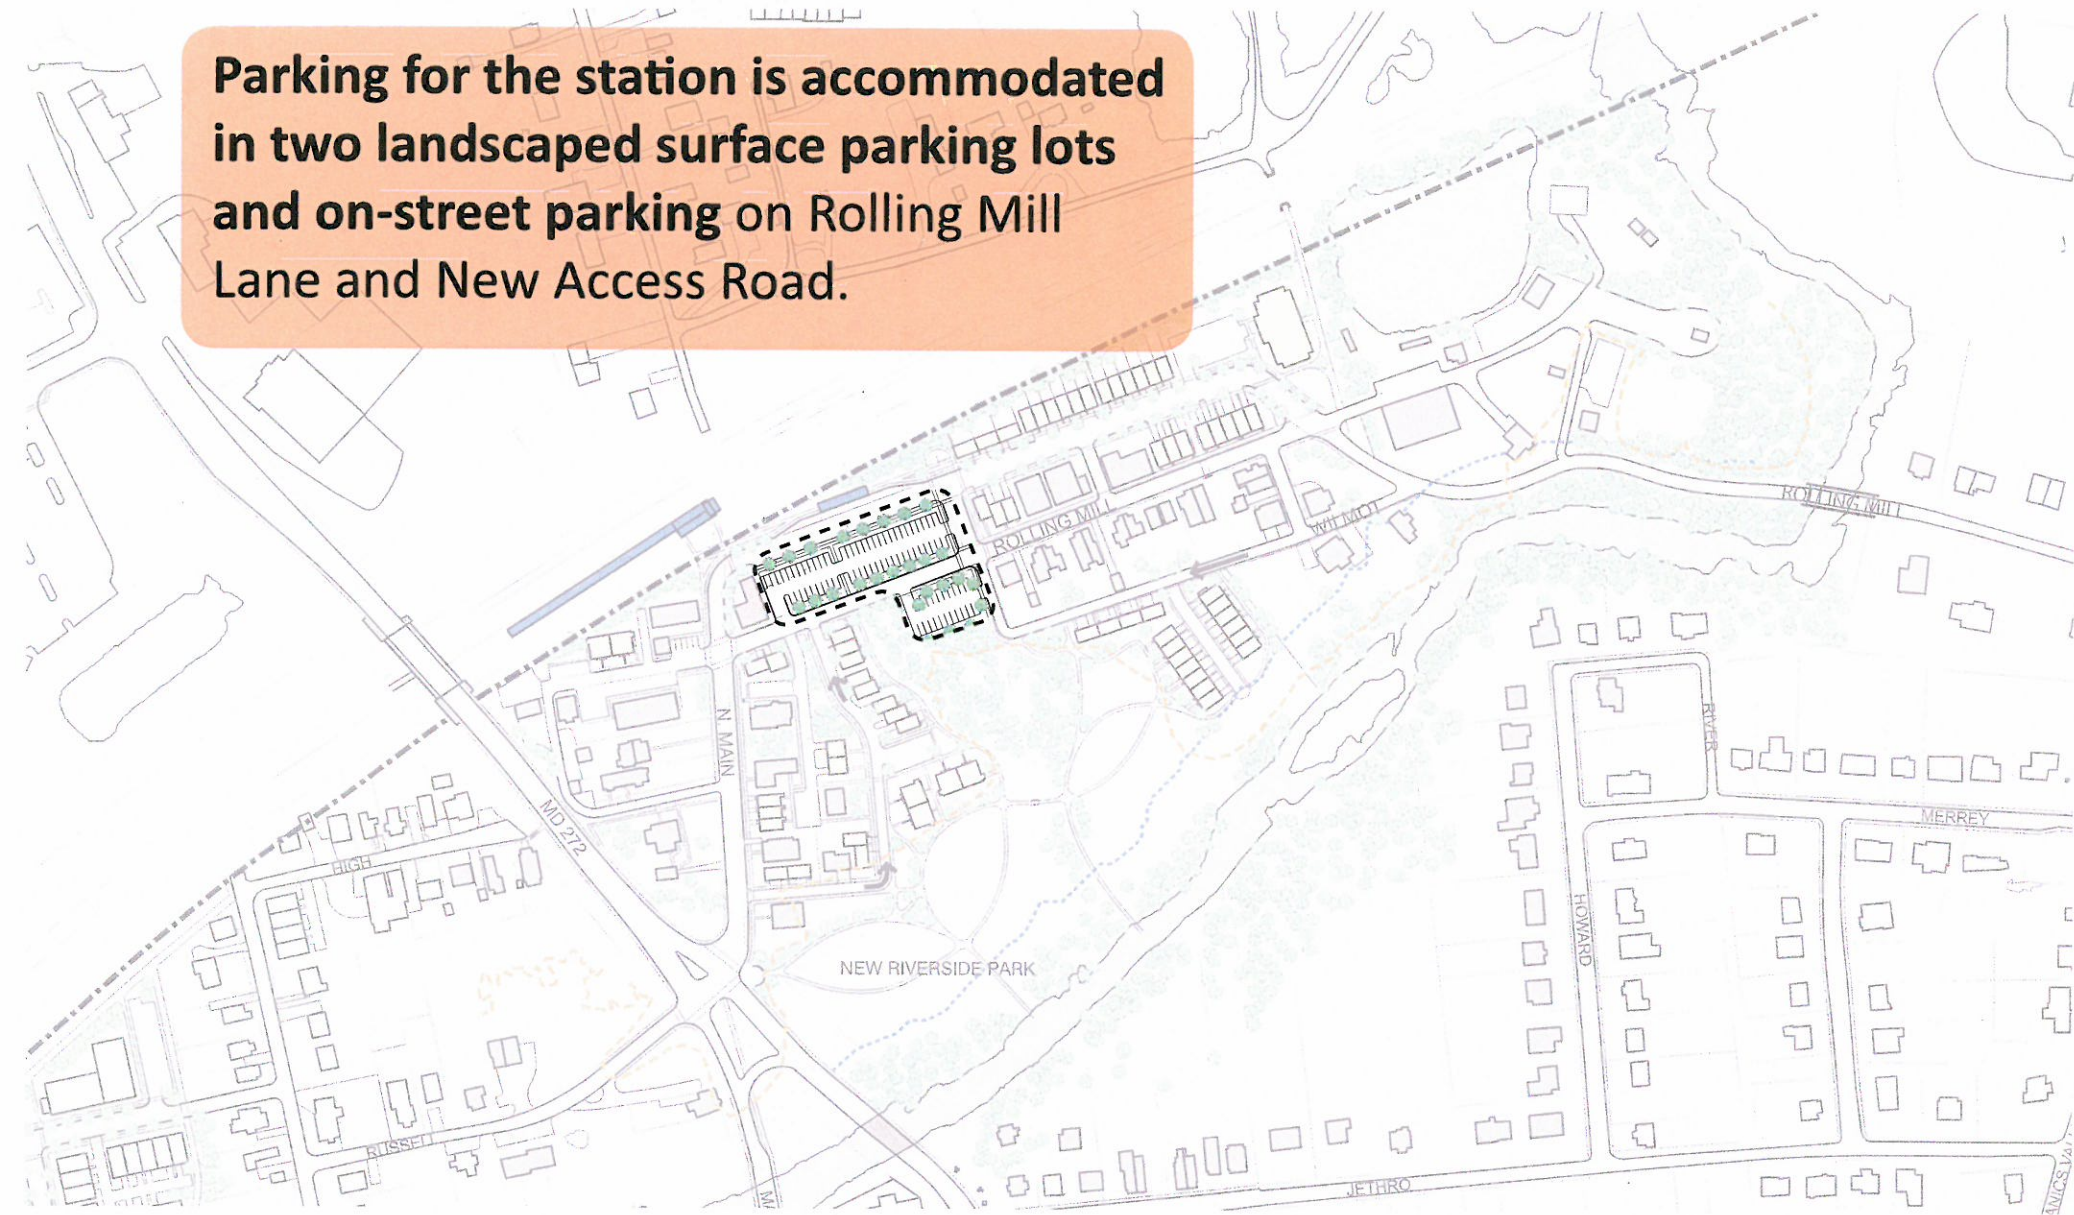 Parking for the station is accommodated
in two landscaped surface parking lots
and on-street parking on Rolling Mill
Lane and New Access Road.
ROLLING MILL
ROLLING MILL
WILMOT
N. MAIN
RIVER
MD 272
MERREY
HIGH
HOWARD
NEW RIVERSIDE PARK
RUSSELL
JETHRO